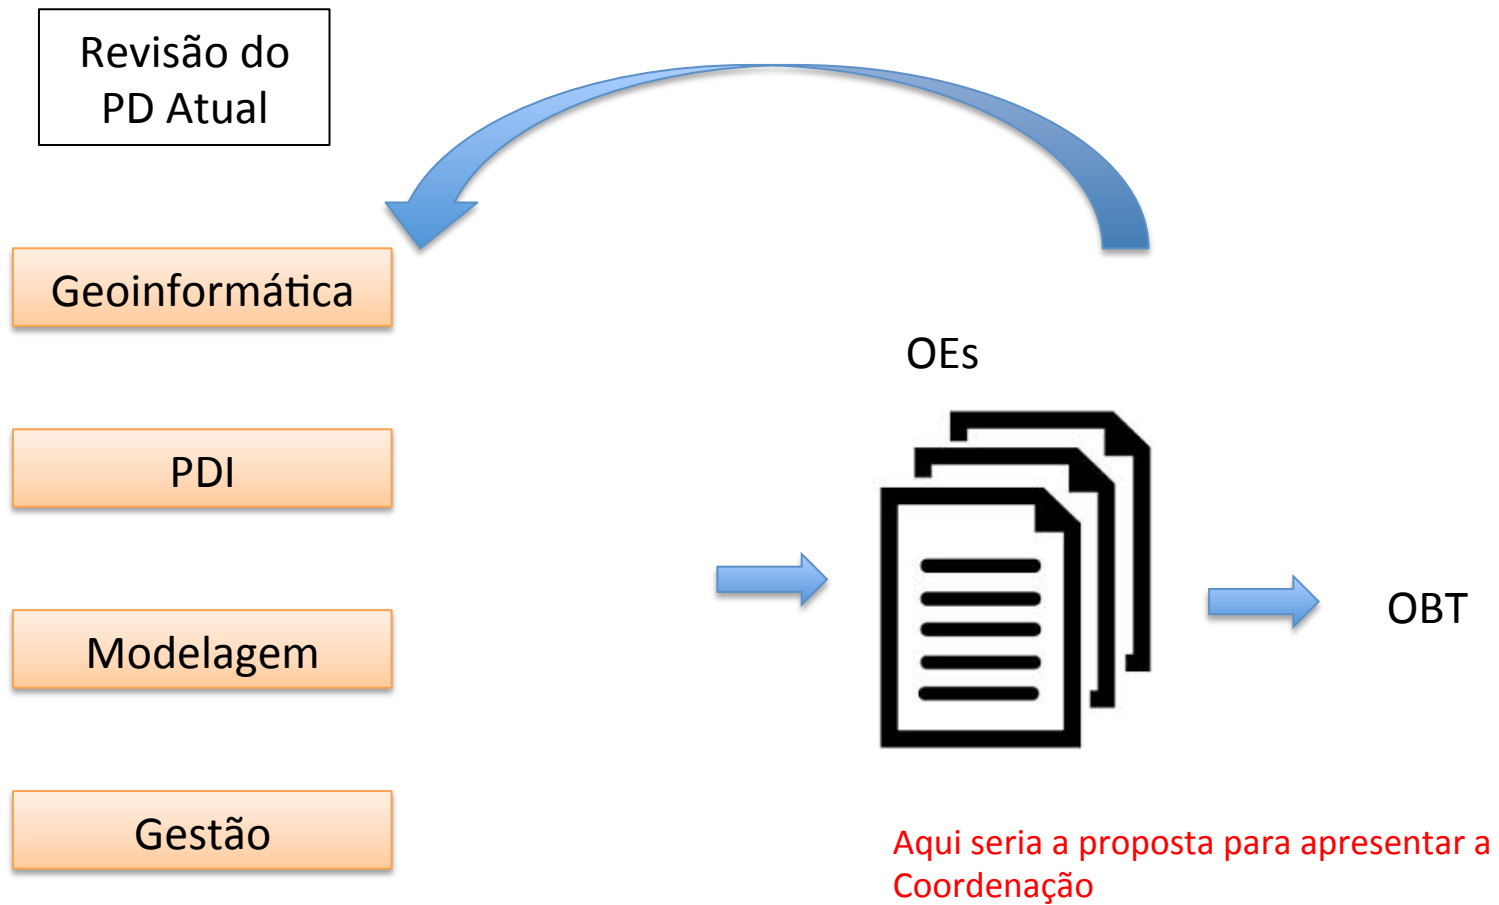 Revisão do
PD Atual
Geoinformática
OEs
PDI
OBT
Modelagem
Gestão
Aqui seria a proposta para apresentar a
Coordenação